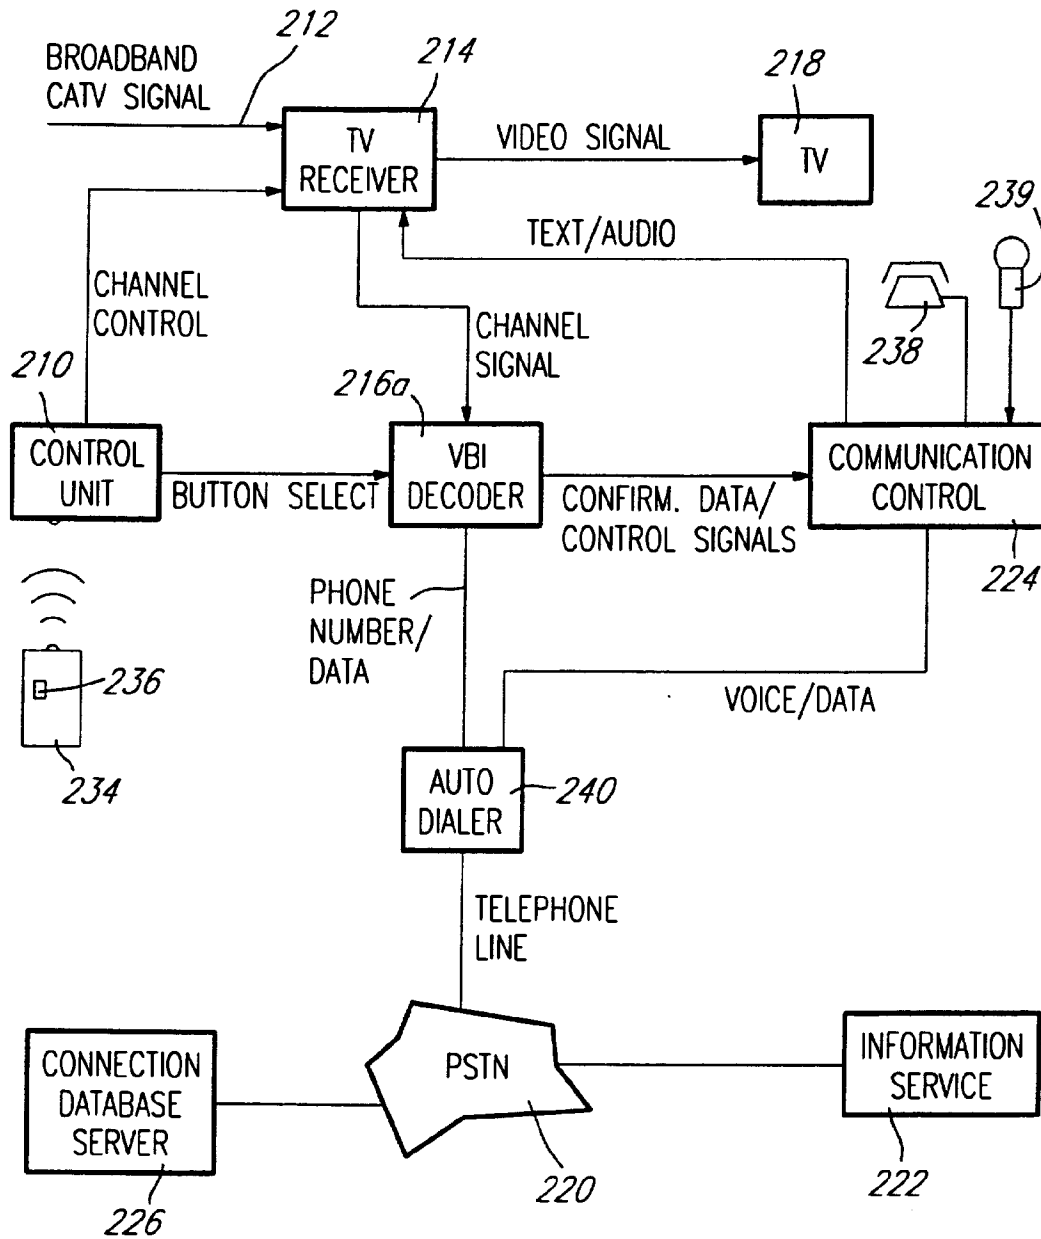 212
BROADBAND
CATV SIGNAL
214
218
TV
RECEIVER
VIDEO SIGNAL
TV
239
TEXT/AUDIO
CHANNEL
CONTROL
CHANNEL
SIGNAL
238
210
216a
CONTROL
UNIT
BUTTON SELECT
VBI
DECODER
CONFIRM. DATA/
CONTROL SIGNALS
COMMUNICATION
CONTROL
224
PHONE
NUMBER/
DATA
236
VOICE/DATA
234
AUTO
DIALER
240
TELEPHONE
LINE
CONNECTION
DATABASE
SERVER
PSTN
INFORMATION
SERVICE
226
220
222